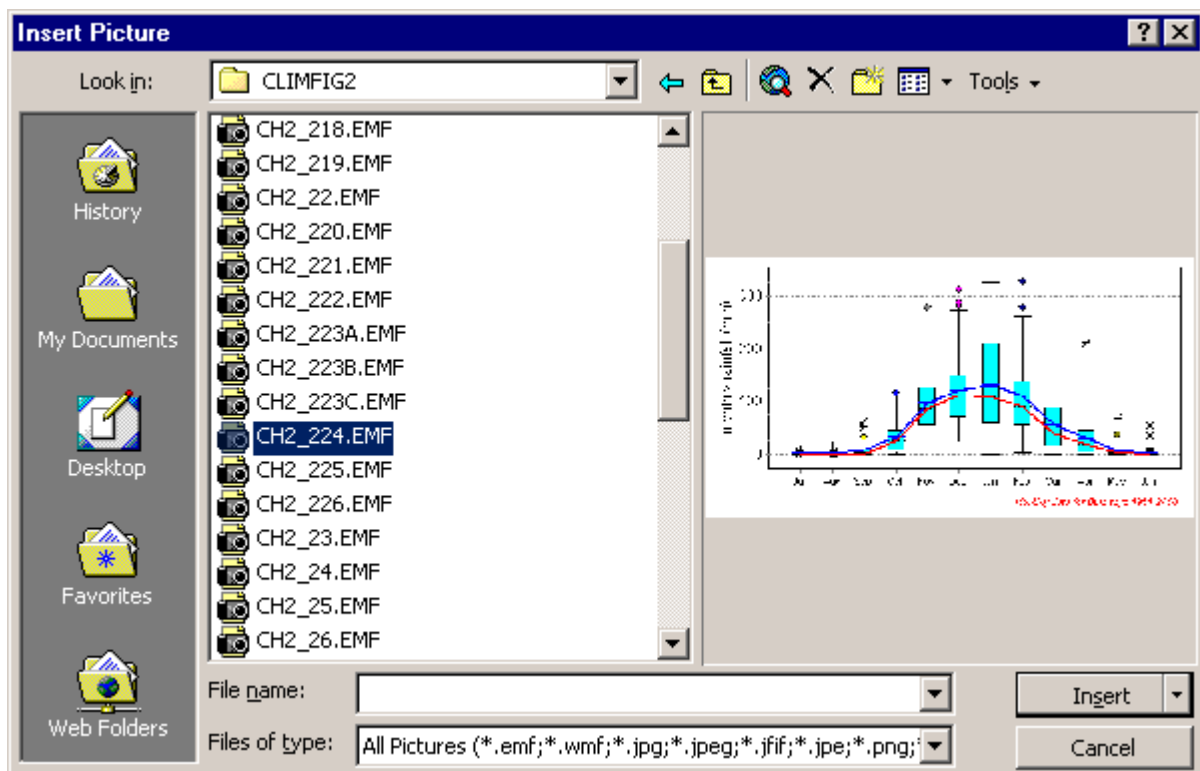 Insert Picture
Look in: CLIMFIG2 Tools
History
My Documents
Desktop
Favorites
Web Folders
CH2_218.EMF
CH2_219.EMF
CH2_22.EMF
CH2_220.EMF
CH2_221.EMF
CH2_222.EMF
CH2_223A.EMF
CH2_223B.EMF
CH2_223C.EMF
CH2_224.EMF
CH2_225.EMF
CH2_226.EMF
CH2_23.EMF
CH2_24.EMF
CH2_25.EMF
CH2_26.EMF
File name:
Insert
Files of type: All Pictures (*.emf;*.wmf;*.jpg;*.jpeg;*.jfif;*.jpe;*.png;
Cancel